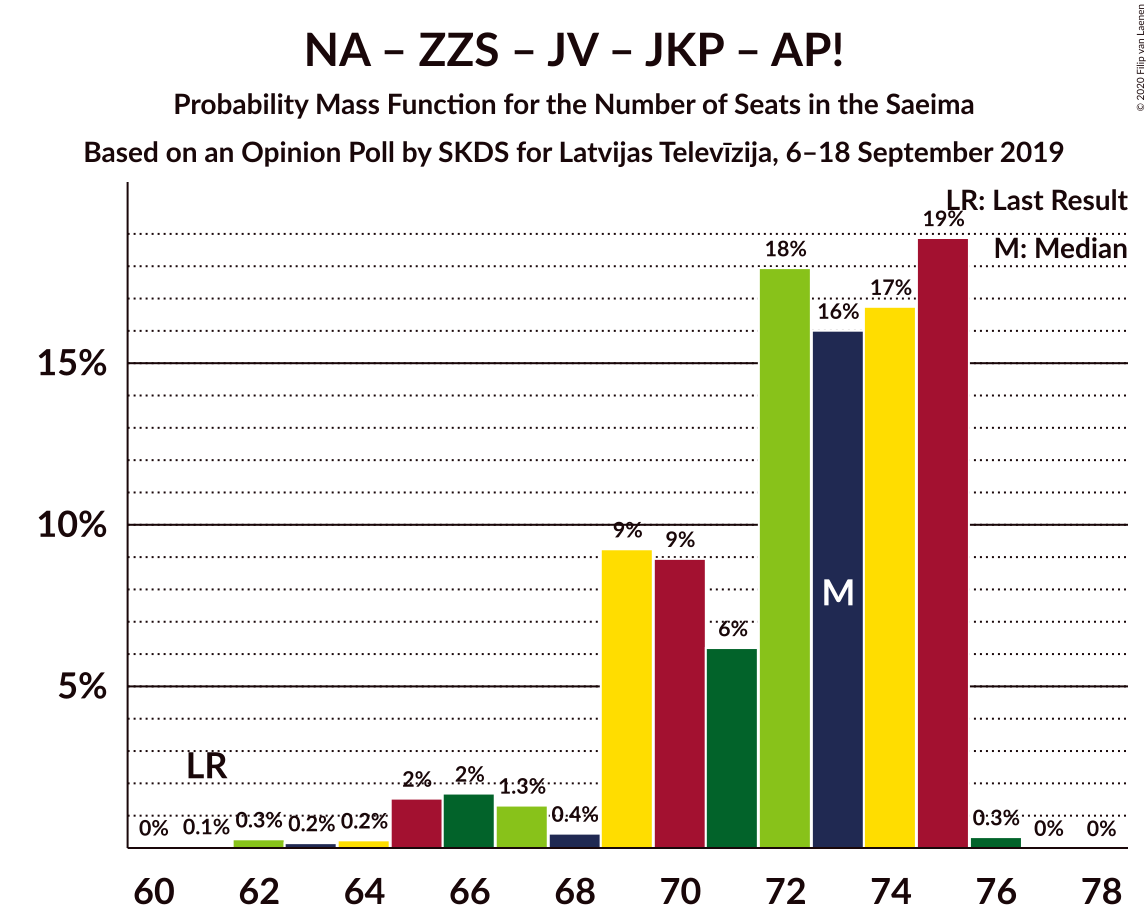 NA – ZZS – JV – JKP – AP!
Probability Mass Function for the Number of Seats in the Saeima
Based on an Opinion Poll by SKDS for Latvijas Televīzija, 6–18 September 2019
© 2020 Filip van Laenen
LR: Last Result
M: Median
15%
10%
5%
LR
0%
0.1%
0.3%
0.2%
0.2%
2%
2%
1.3%
0.4%
9%
9%
6%
18%
16%
M
17%
19%
0.3%
0%
0%
60 62 64 66 68 70 72 74 76 78